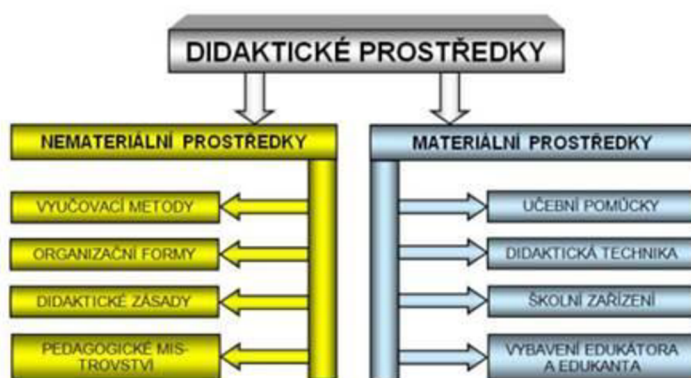 DIDAKTICKÉ PROSTŘEDKY
NEMATERIÁLNÍ PROSTŘEDKY
VYUČOVACÍ METODY
ORGANIZAČNÍ FORMY
DIDAKTICKÉ ZÁSADY
PEDAGOGICKÉ MIS-
TROVSTVÍ
MATERIÁLNÍ PROSTŘEDKY
UČEBNÍ POMŮCKY
DIDAKTICKÁ TECHNIKA
ŠKOLNÍ ZAŘÍZENÍ
VYBAVENÍ EDUKÁTORA
A EDUKANTA